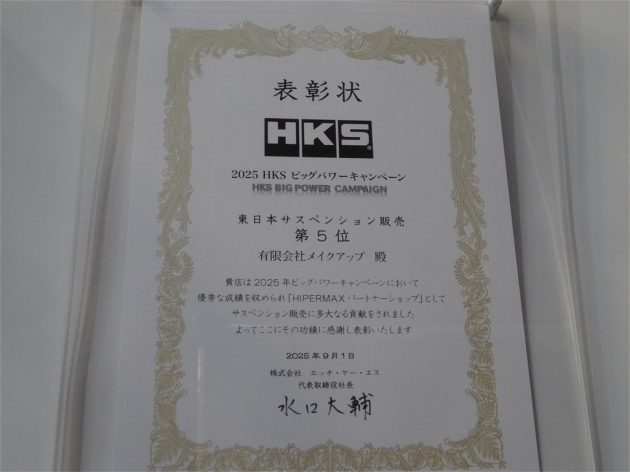 表彰状
HKS
2025 HKS ビッグパワーキャンペーン
HKS BIG POWER CAMPAIGN
東日本サスペンション販売
第5位
有限会社メイクアップ 殿
貴店は2025年ビッグパワーキャンペーンにおいて
優秀な成績を収められ「HIPERMAXパートナーショップ」として
サスペンション販売に多大なる貢献をされました
よってここにその功績に感謝し表彰いたします
2025年9月1日
株式会社 エッチ・ケー・エス
代表取締役社長
水口大輔